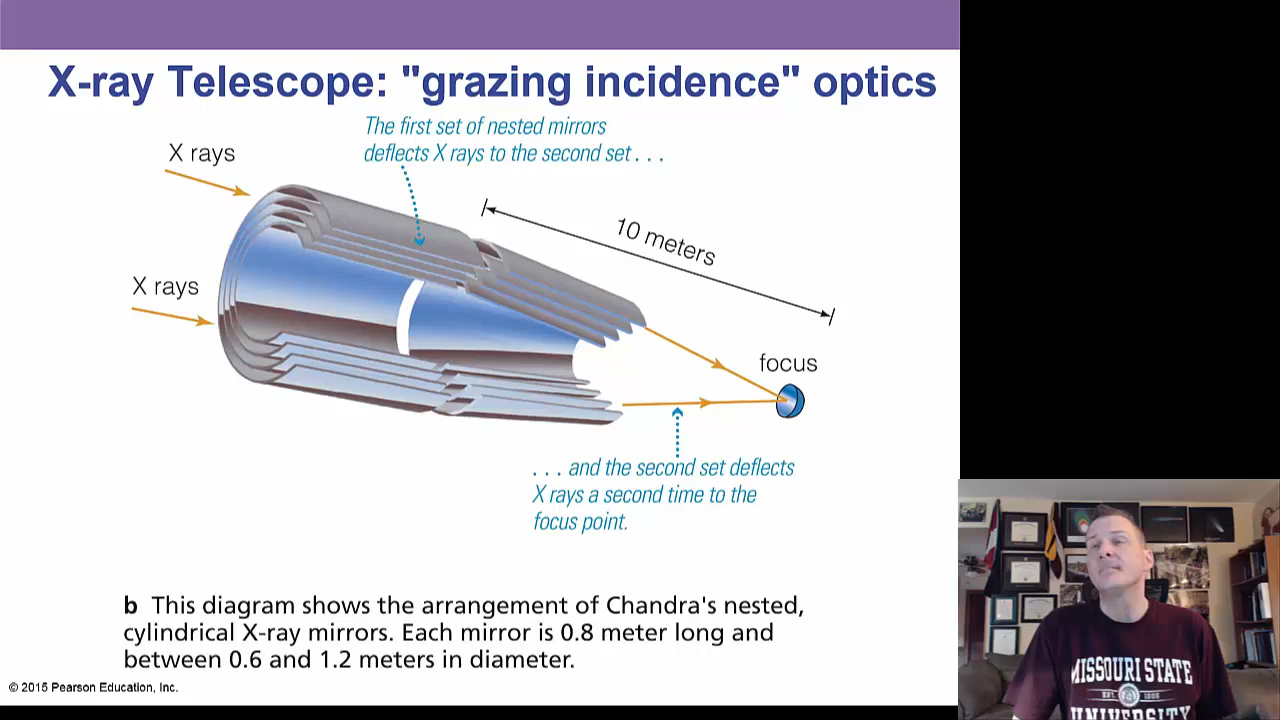 X-ray Telescope: "grazing incidence" optics
The first set of nested mirrors
deflects X rays to the second set . . .
X rays
10 meters
X rays
focus
. . . and the second set deflects
X rays a second time to the
focus point.
b This diagram shows the arrangement of Chandra's nested,
cylindrical X-ray mirrors. Each mirror is 0.8 meter long and
between 0.6 and 1.2 meters in diameter.
© 2015 Pearson Education, Inc.
MISSOURI STATE
EST. 1905
UNIVERSITY